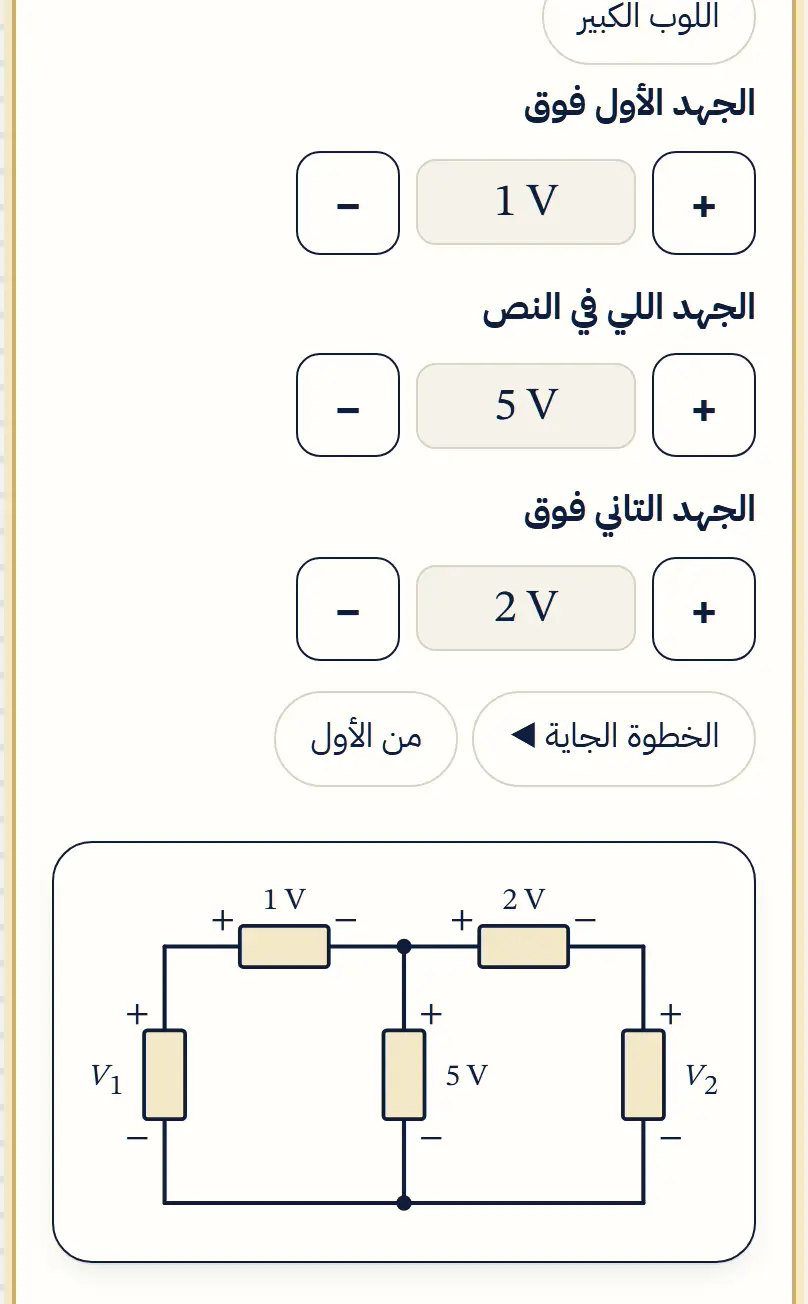 اللوب الكبير
الجهد الأول فوق
+ 1 V −
الجهد اللي في النص
+ 5 V −
الجهد التاني فوق
+ 2 V −
الخطوة الجاية ◀ من الأول
1 V 2 V
+ − + −
+ + +
V1 5 V V2
− − −